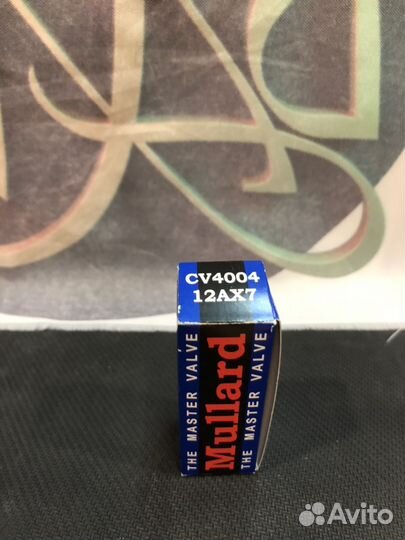 CV4004
12AX7
THE MASTER VALVE
Mullard
THE MASTER VALVE
Avito